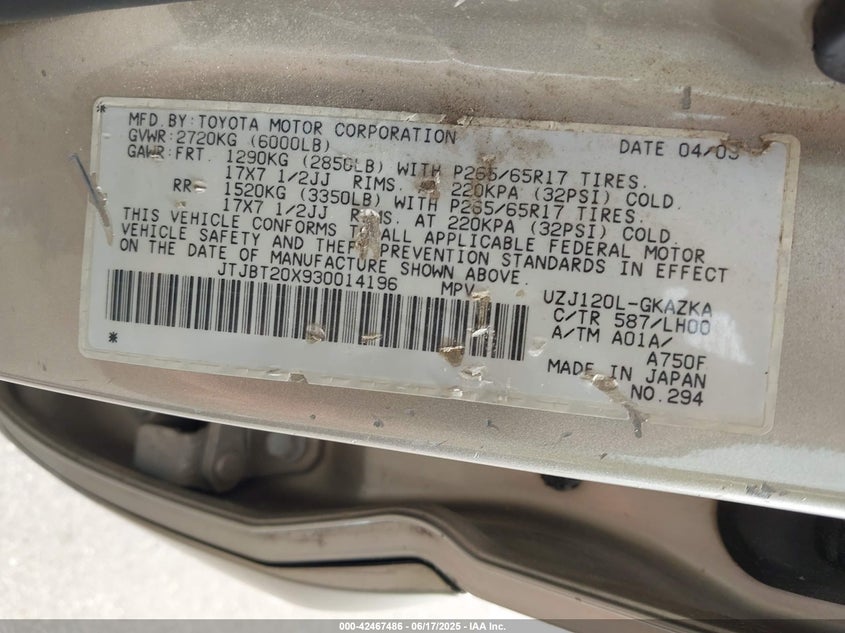 MFD. BY: TOYOTA MOTOR CORPORATION DATE 04/03
GVWR: 2720KG (6000LB)
GAWR: FRT. 1290KG (2850LB) WITH P265/65R17 TIRES.
17X7 1/2JJ RIMS. 220KPA (32PSI) COLD.
RR 1520KG (3350LB) WITH P265/65R17 TIRES.
17X7 1/2JJ RIMS. AT 220KPA (32PSI) COLD
THIS VEHICLE CONFORMS TO ALL APPLICABLE FEDERAL MOTOR
VEHICLE SAFETY AND THEFT PREVENTION STANDARDS IN EFFECT
ON THE DATE OF MANUFACTURE SHOWN ABOVE.
JTJBT20X930014196 MPV
* *
UZJ120L-GKAZKA
C/TR 587/LH00
A/TM A01A/
A750F
MADE IN JAPAN
NO. 294
000-42467486 - 06/17/2025 - IAA Inc.